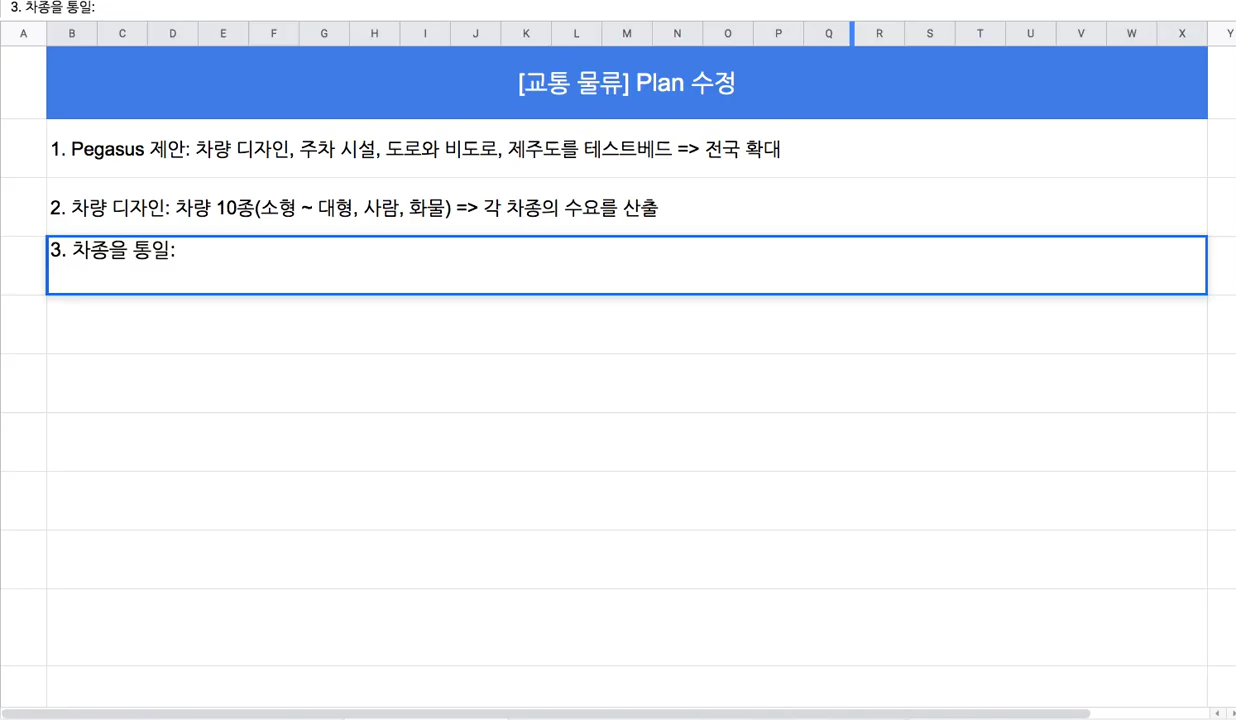 3. 차종을 통일:
A B C D E F G H I J K L M N O P Q R S T U V W X Y
[교통 물류] Plan 수정
1. Pegasus 제안: 차량 디자인, 주차 시설, 도로와 비도로, 제주도를 테스트베드 => 전국 확대
2. 차량 디자인: 차량 10종(소형 ~ 대형, 사람, 화물) => 각 차종의 수요를 산출
3. 차종을 통일: